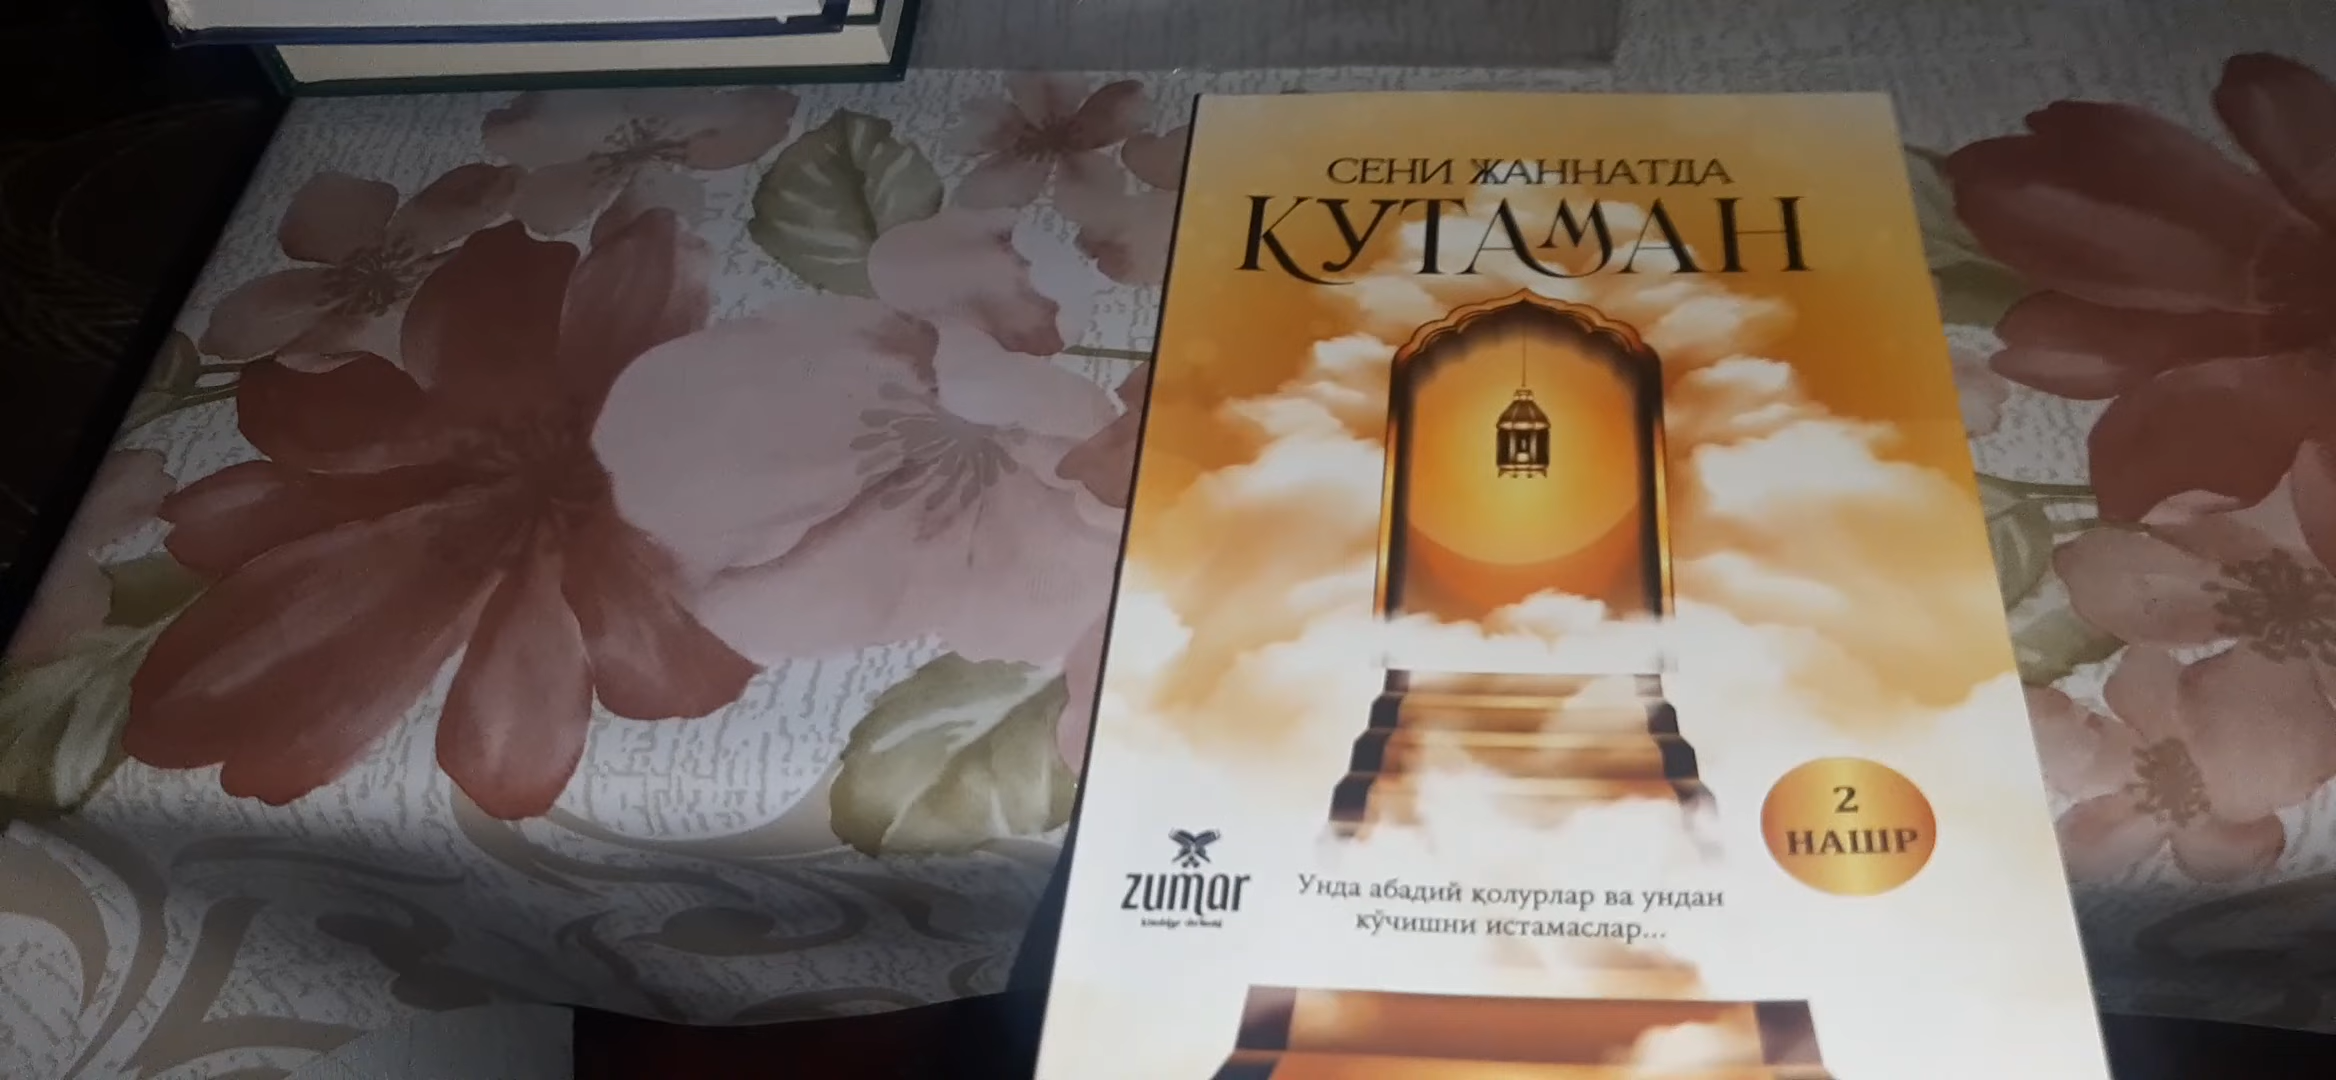 СЕНИ ЖАННАТДА
КУТАМАН
2
НАШР
zumar
Унда абадий қолурлар ва ундан
кўчишни истамаслар...